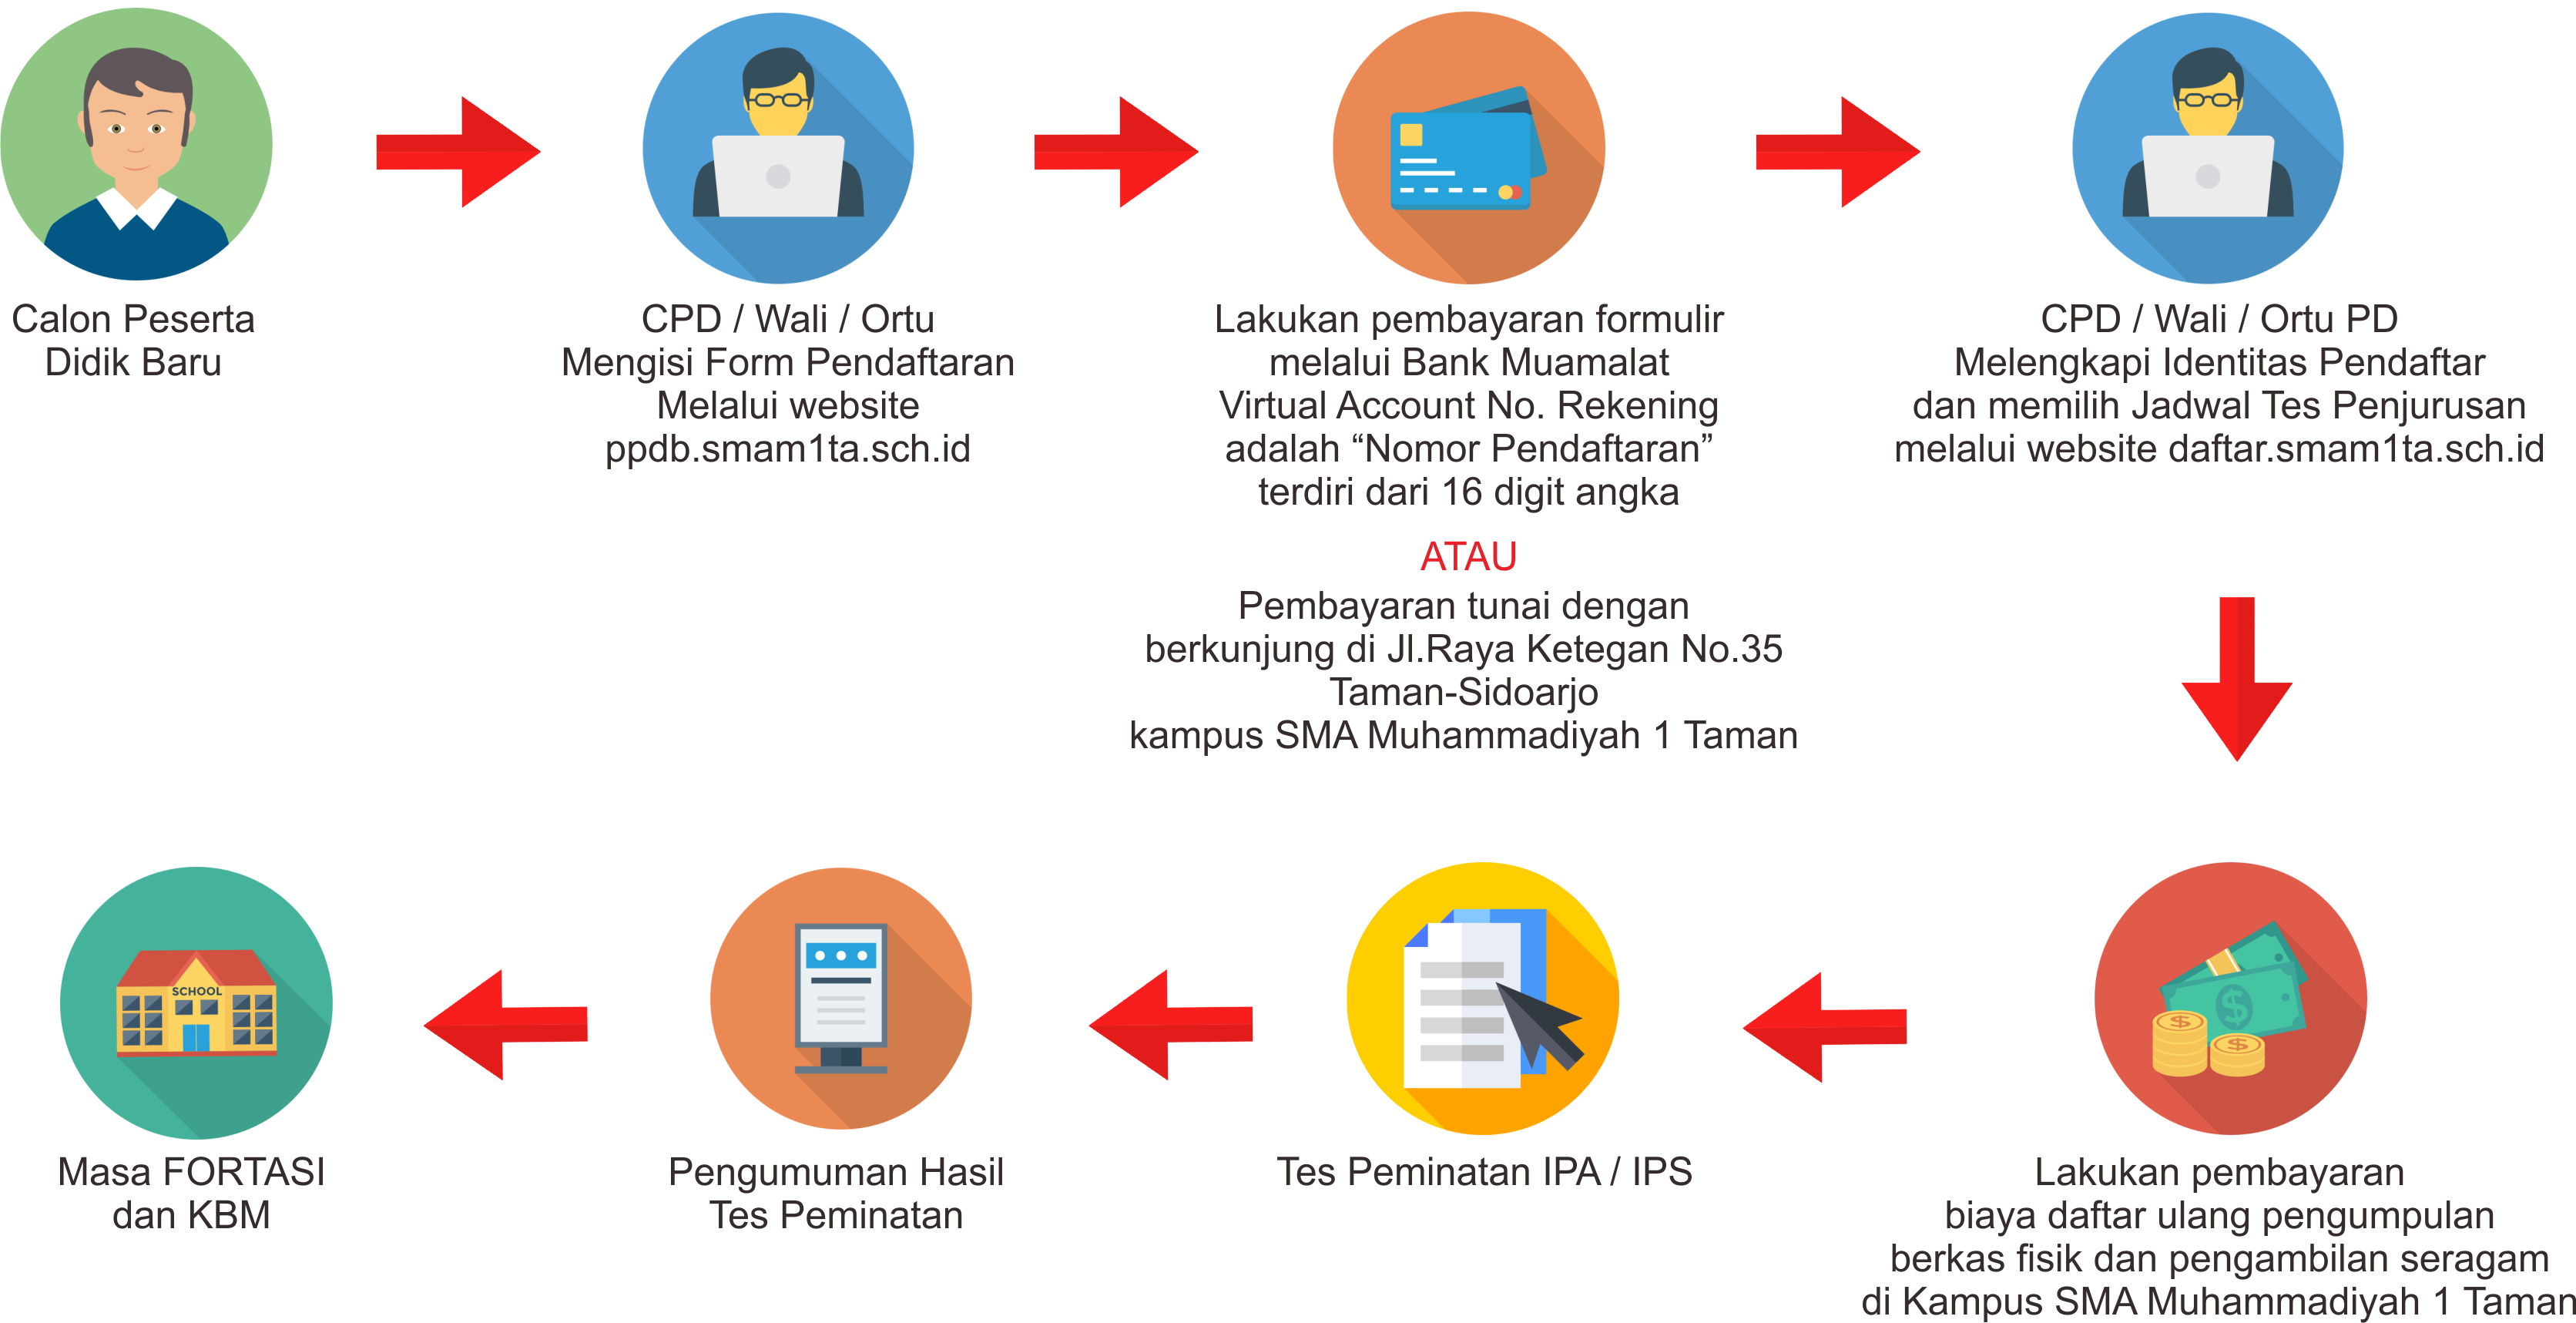 Calon Peserta
Didik Baru
CPD / Wali / Ortu
Mengisi Form Pendaftaran
Melalui website
ppdb.smam1ta.sch.id
Lakukan pembayaran formulir
melalui Bank Muamalat
Virtual Account No. Rekening
adalah “Nomor Pendaftaran”
terdiri dari 16 digit angka
ATAU
Pembayaran tunai dengan
berkunjung di Jl.Raya Ketegan No.35
Taman-Sidoarjo
kampus SMA Muhammadiyah 1 Taman
CPD / Wali / Ortu PD
Melengkapi Identitas Pendaftar
dan memilih Jadwal Tes Penjurusan
melalui website daftar.smam1ta.sch.id
Lakukan pembayaran
biaya daftar ulang pengumpulan
berkas fisik dan pengambilan seragam
di Kampus SMA Muhammadiyah 1 Taman
Tes Peminatan IPA / IPS
Pengumuman Hasil
Tes Peminatan
SCHOOL
Masa FORTASI
dan KBM